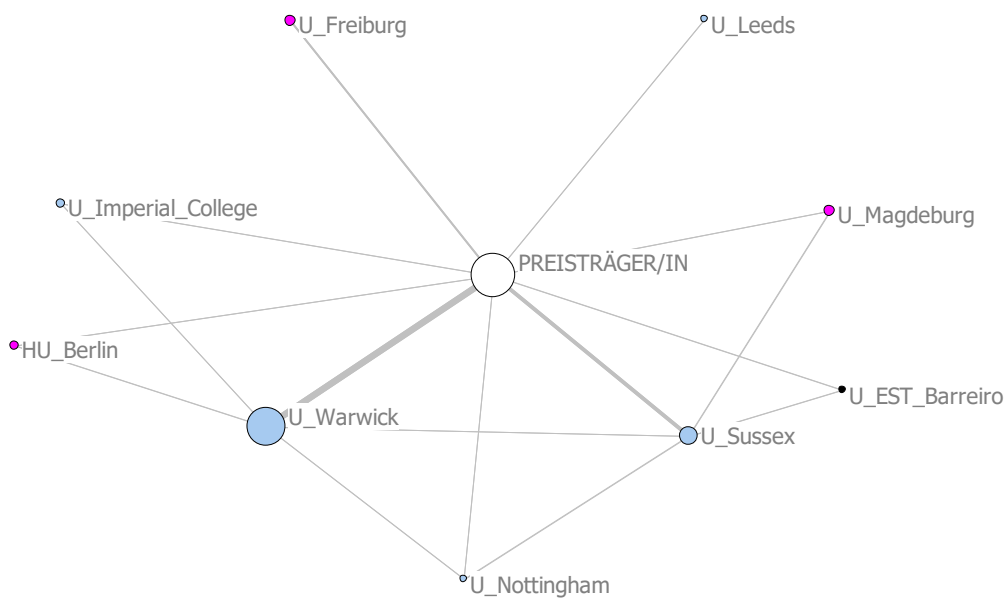 U_Freiburg
U_Leeds
U_Imperial_College
U_Magdeburg
PREISTRÄGER/IN
HU_Berlin
U_EST_Barreiro
U_Warwick
U_Sussex
U_Nottingham